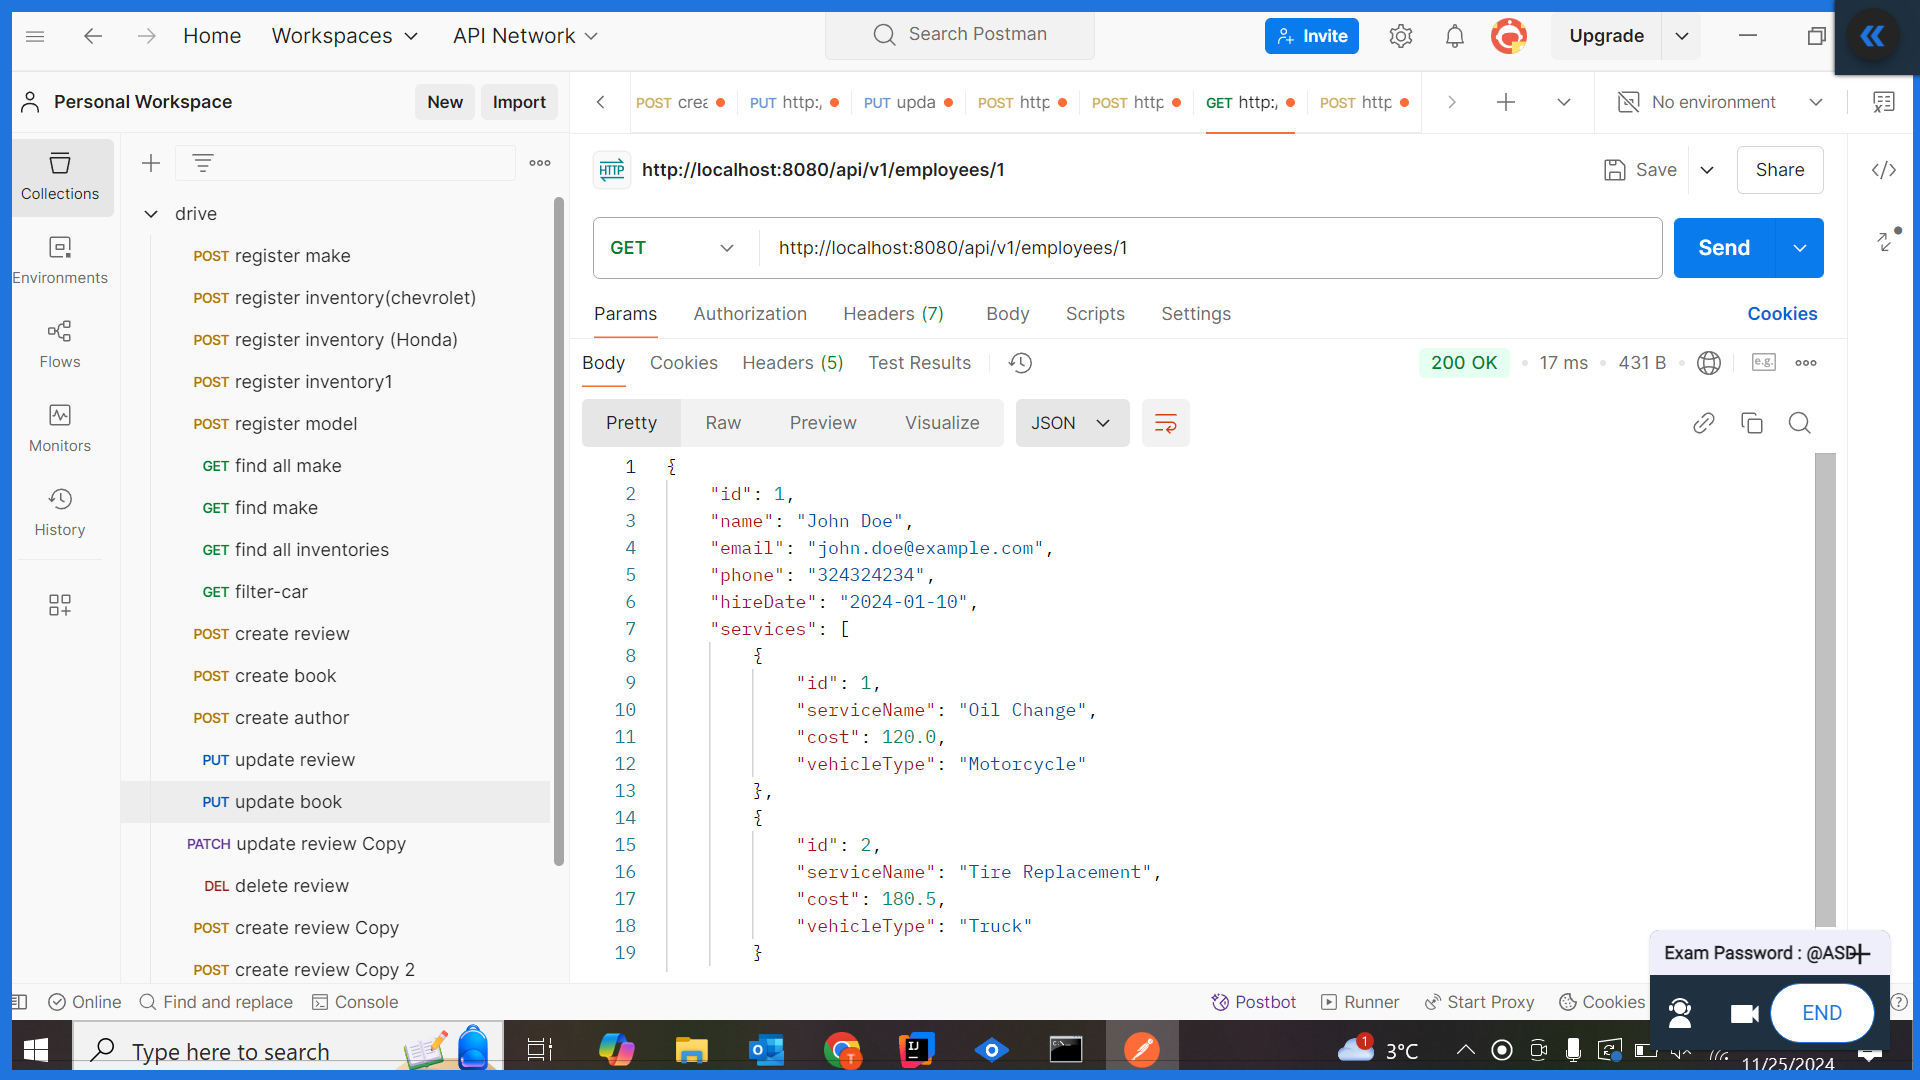 Home
Workspaces
API Network
Search Postman
Invite
Upgrade
Personal Workspace
New
Import
POST crea
PUT http:/
PUT upda
POST http
POST http
GET http:/
POST http
No environment
Collections
Environments
Flows
Monitors
History
drive
POST register make
POST register inventory(chevrolet)
POST register inventory (Honda)
POST register inventory1
POST register model
GET find all make
GET find make
GET find all inventories
GET filter-car
POST create review
POST create book
POST create author
PUT update review
PUT update book
PATCH update review Copy
DEL delete review
POST create review Copy
POST create review Copy 2
HTTP http://localhost:8080/api/v1/employees/1
Save
Share
GET
http://localhost:8080/api/v1/employees/1
Send
Params
Authorization
Headers (7)
Body
Scripts
Settings
Cookies
Body
Cookies
Headers (5)
Test Results
200 OK
17 ms
431 B
e.g.
Pretty
Raw
Preview
Visualize
JSON
1 {
2 "id": 1,
3 "name": "John Doe",
4 "email": "john.doe@example.com",
5 "phone": "324324234",
6 "hireDate": "2024-01-10",
7 "services": [
8 {
9 "id": 1,
10 "serviceName": "Oil Change",
11 "cost": 120.0,
12 "vehicleType": "Motorcycle"
13 },
14 {
15 "id": 2,
16 "serviceName": "Tire Replacement",
17 "cost": 180.5,
18 "vehicleType": "Truck"
19 }
Exam Password : @ASD
END
Online
Find and replace
Console
Postbot
Runner
Start Proxy
Cookies
Type here to search
1
3°C
11/25/2024